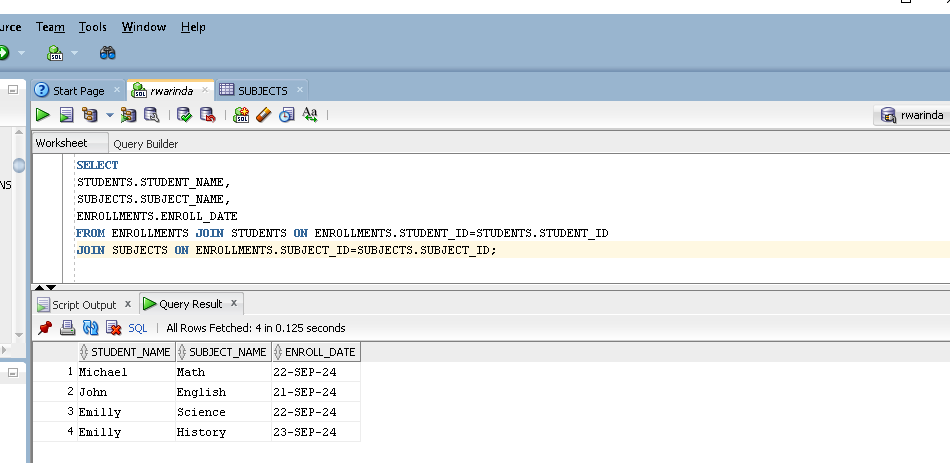 urce Team Tools Window Help
SQL
Start Page × SQL rwarinda × SUBJECTS ×
Aa rwarinda
Worksheet Query Builder
NS
SELECT
STUDENTS.STUDENT_NAME,
SUBJECTS.SUBJECT_NAME,
ENROLLMENTS.ENROLL_DATE
FROM ENROLLMENTS JOIN STUDENTS ON ENROLLMENTS.STUDENT_ID=STUDENTS.STUDENT_ID
JOIN SUBJECTS ON ENROLLMENTS.SUBJECT_ID=SUBJECTS.SUBJECT_ID;
Script Output × Query Result ×
SQL | All Rows Fetched: 4 in 0.125 seconds
STUDENT_NAME SUBJECT_NAME ENROLL_DATE
1 Michael Math 22-SEP-24
2 John English 21-SEP-24
3 Emilly Science 22-SEP-24
4 Emilly History 23-SEP-24